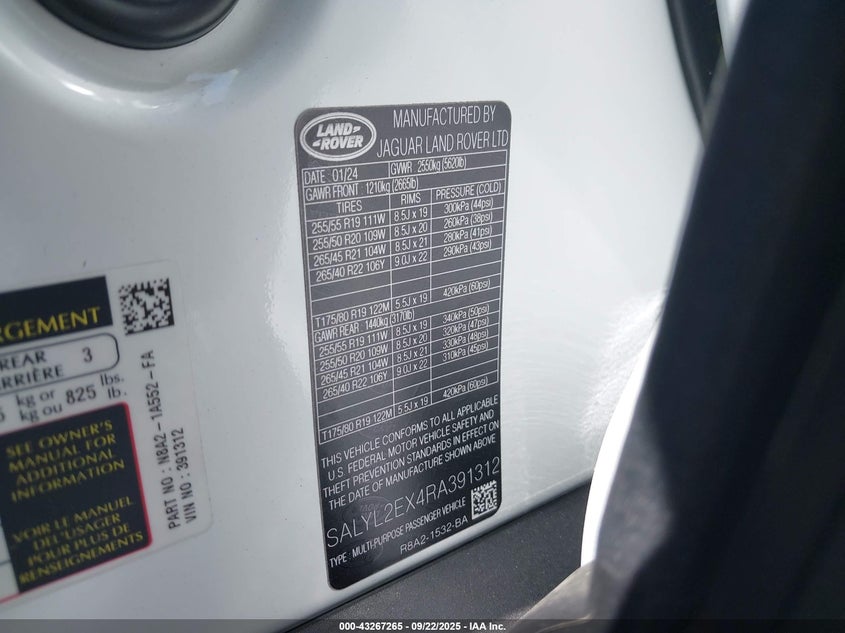 LAND-
-ROVER
MANUFACTURED BY
JAGUAR LAND ROVER LTD
DATE : 01/24 GVWR 2550kg (5620lb)
GAWR FRONT : 1210kg (2665lb)
TIRES RIMS PRESSURE (COLD)
255/55 R19 111W 8.5J x 19 300kPa (44psi)
255/50 R20 109W 8.5J x 20 260kPa (38psi)
265/45 R21 104W 8.5J x 21 280kPa (41psi)
265/40 R22 106Y 9.0J x 22 290kPa (43psi)
T175/80 R19 122M 5.5J x 19 420kPa (60psi)
GAWR REAR 1440kg (3170lb)
255/55 R19 111W 8.5J x 19 340kPa (50psi)
255/50 R20 109W 8.5J x 20 320kPa (47psi)
265/45 R21 104W 8.5J x 21 330kPa (48psi)
265/40 R22 106Y 9.0J x 22 310kPa (45psi)
T175/80 R19 122M 5.5J x 19 420kPa (60psi)
THIS VEHICLE CONFORMS TO ALL APPLICABLE
U.S. FEDERAL MOTOR VEHICLE SAFETY AND
THEFT PREVENTION STANDARDS IN EFFECT ON
THE DATE OF MANUFACTURE SHOWN ABOVE
SALYL2EX4RA391312
TYPE : MULTI-PURPOSE PASSENGER VEHICLE
R8A2-1532-BA
RGEMENT
REAR 3
ERRIÈRE
kg or 825 lbs.
kg ou lb.
SEE OWNER'S
MANUAL FOR
ADDITIONAL
INFORMATION
VOIR LE MANUEL
DE L'USAGER
POUR PLUS DE
RENSEIGNEMENTS
PART NO : N8A2-1A552-FA
VIN NO : 391312
000-43267265 - 09/22/2025 - IAA Inc.